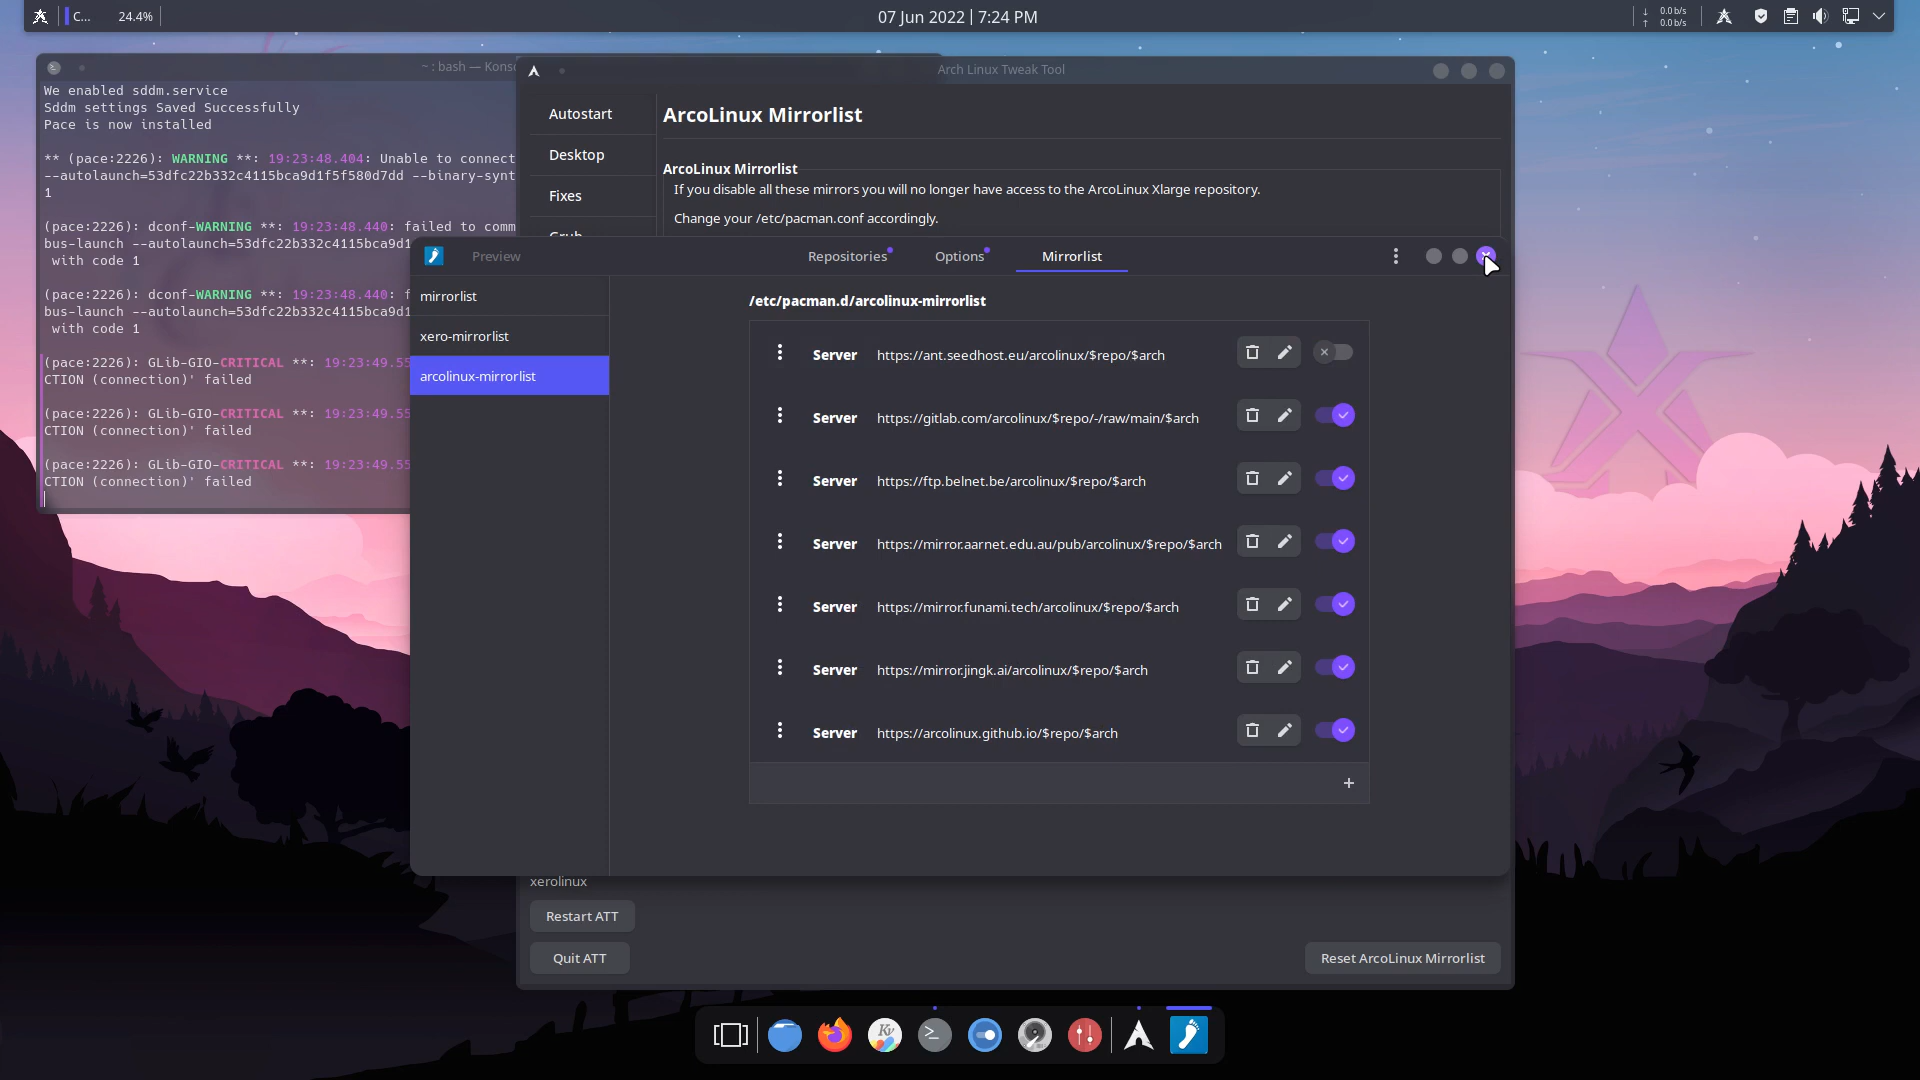 C...
24.4%
07 Jun 2022 | 7:24 PM
↓ 0.0 b/s
↑ 0.0 b/s
~ : bash — Konso
We enabled sddm.service
Sddm settings Saved Successfully
Pace is now installed
** (pace:2226): WARNING **: 19:23:48.404: Unable to connect
--autolaunch=53dfc22b332c4115bca9d1f5f580d7dd --binary-synt
1
(pace:2226): dconf-WARNING **: 19:23:48.440: failed to comm
bus-launch --autolaunch=53dfc22b332c4115bca9d1
with code 1
(pace:2226): dconf-WARNING **: 19:23:48.440: f
bus-launch --autolaunch=53dfc22b332c4115bca9d1
with code 1
(pace:2226): GLib-GIO-CRITICAL **: 19:23:49.55
CTION (connection)' failed
(pace:2226): GLib-GIO-CRITICAL **: 19:23:49.55
CTION (connection)' failed
(pace:2226): GLib-GIO-CRITICAL **: 19:23:49.55
CTION (connection)' failed
Arch Linux Tweak Tool
Autostart
Desktop
Fixes
Grub
ArcoLinux Mirrorlist
ArcoLinux Mirrorlist
If you disable all these mirrors you will no longer have access to the ArcoLinux Xlarge repository.
Change your /etc/pacman.conf accordingly.
Preview
Repositories
Options
Mirrorlist
mirrorlist
xero-mirrorlist
arcolinux-mirrorlist
/etc/pacman.d/arcolinux-mirrorlist
Server https://ant.seedhost.eu/arcolinux/$repo/$arch
Server https://gitlab.com/arcolinux/$repo/-/raw/main/$arch
Server https://ftp.belnet.be/arcolinux/$repo/$arch
Server https://mirror.aarnet.edu.au/pub/arcolinux/$repo/$arch
Server https://mirror.funami.tech/arcolinux/$repo/$arch
Server https://mirror.jingk.ai/arcolinux/$repo/$arch
Server https://arcolinux.github.io/$repo/$arch
+
xerolinux
Restart ATT
Quit ATT
Reset ArcoLinux Mirrorlist
Kv